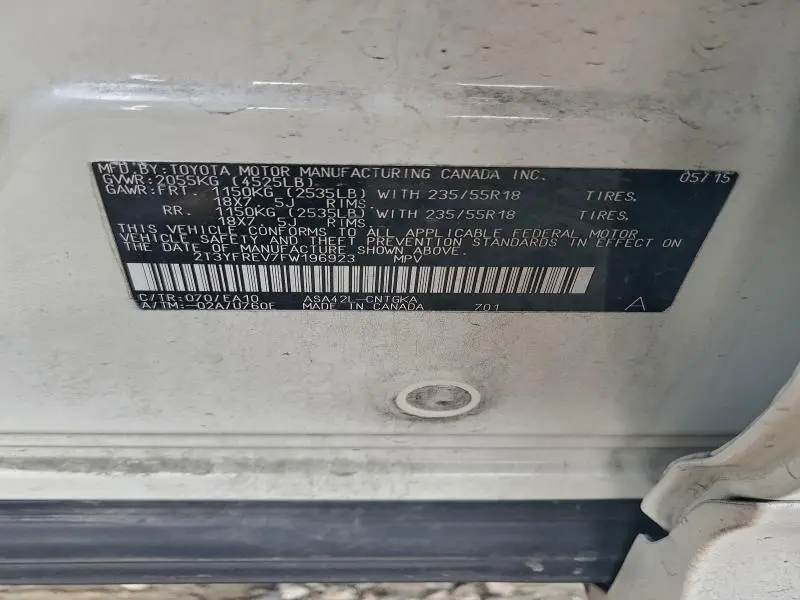 MFD BY: TOYOTA MOTOR MANUFACTURING CANADA INC. 05/15
GVWR: 2055KG (4525LB)
GAWR: FRT. 1150KG (2535LB) WITH 235/55R18 TIRES,
18X7.5J RIMS.
RR. 1150KG (2535LB) WITH 235/55R18 TIRES,
18X7.5J RIMS.
THIS VEHICLE CONFORMS TO ALL APPLICABLE FEDERAL MOTOR
VEHICLE SAFETY AND THEFT PREVENTION STANDARDS IN EFFECT ON
THE DATE OF MANUFACTURE SHOWN ABOVE.
2T3YFREV7FW196923 MPV
C/TR: 070/EA10 ASA42L-CNTGKA
A/TM: -02A/0760E MADE IN CANADA 701 A